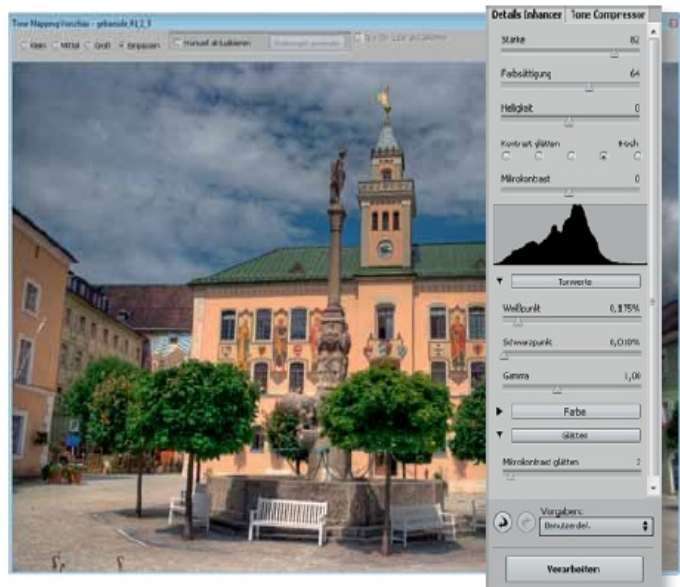 Details Enhancer Tone Compressor
Tone Mapping Vorschau -
Klein Mittel Groß Einpassen Manuell aktualisieren
Stärke 82
Farbsättigung 64
Helligkeit 0
Kontrast glätten Hoch
Mikrokontrast 0
Tonwerte
Weißpunkt 0,175%
Schwarzpunkt 0,010%
Gamma 1,00
Farbe
Glätten
Mikrokontrast glätten 2
Vorgaben:
Benutzerdef.
Verarbeiten